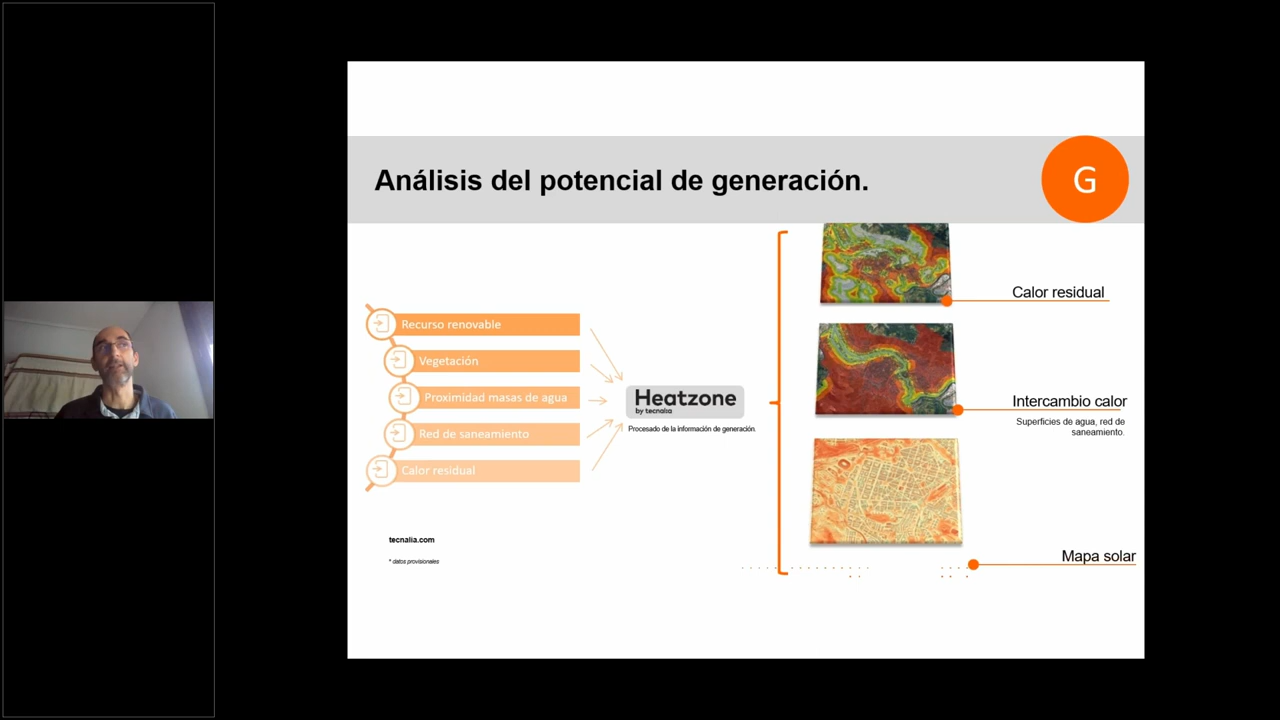 Análisis del potencial de generación.
G
Recurso renovable
Vegetación
Proximidad masas de agua
Red de saneamiento
Calor residual
Heatzone
by tecnalia
Procesado de la información de generación.
Calor residual
Intercambio calor
Superficies de agua, red de
saneamiento.
Mapa solar
tecnalia.com
* datos provisionales